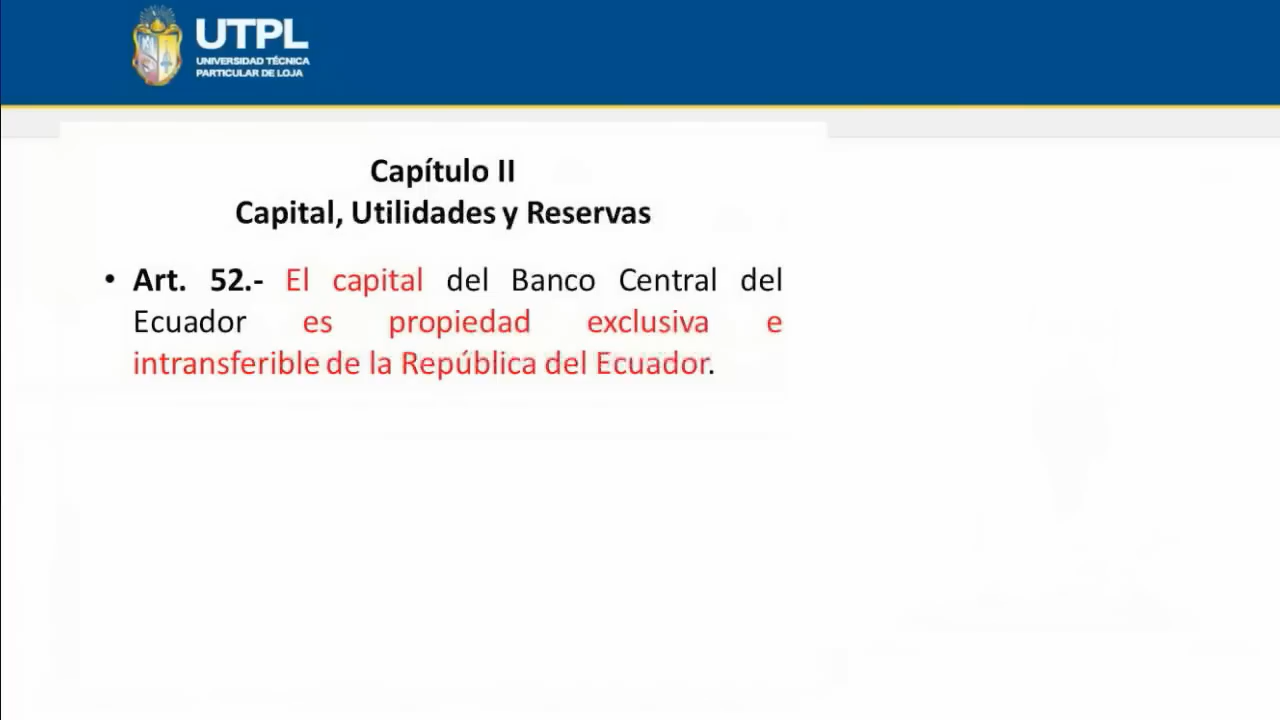 UTPL
UNIVERSIDAD TÉCNICA
PARTICULAR DE LOJA
Capítulo II
Capital, Utilidades y Reservas
• Art. 52.- El capital del Banco Central del
Ecuador es propiedad exclusiva e
intransferible de la República del Ecuador.